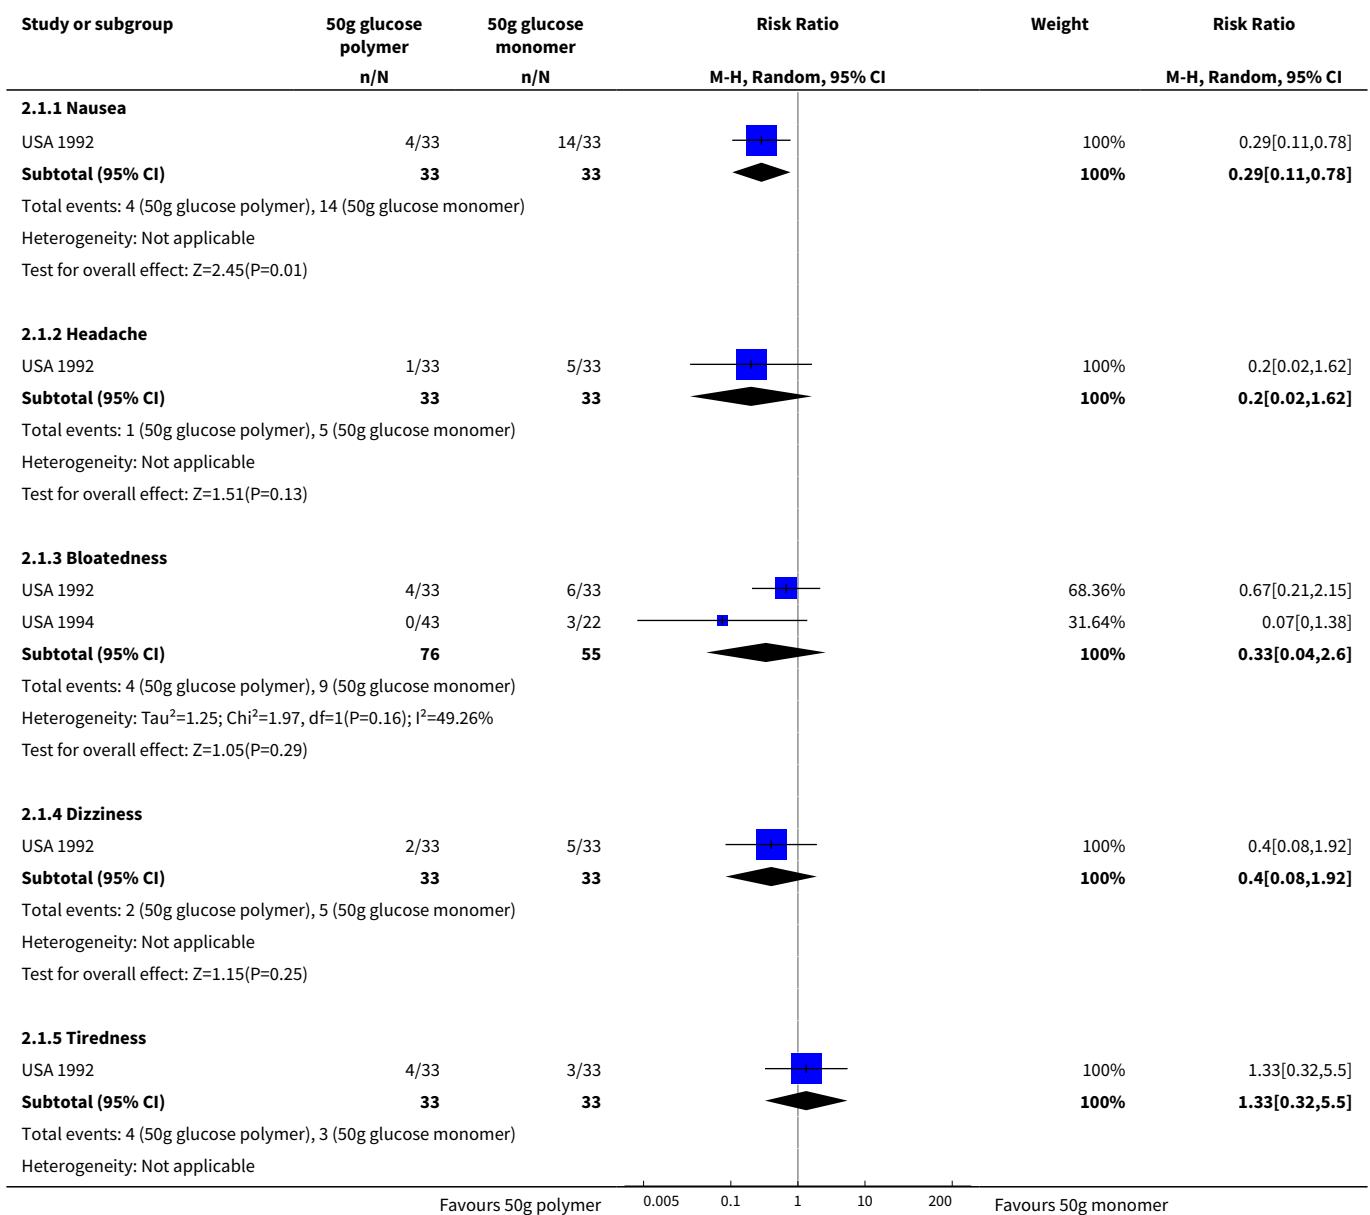 Study or subgroup 50g glucose polymer 50g glucose monomer Risk Ratio Weight Risk Ratio
n/N n/N M-H, Random, 95% CI M-H, Random, 95% CI
2.1.1 Nausea
USA 1992 4/33 14/33 100% 0.29[0.11,0.78]
Subtotal (95% CI) 33 33 100% 0.29[0.11,0.78]
Total events: 4 (50g glucose polymer), 14 (50g glucose monomer)
Heterogeneity: Not applicable
Test for overall effect: Z=2.45(P=0.01)
2.1.2 Headache
USA 1992 1/33 5/33 100% 0.2[0.02,1.62]
Subtotal (95% CI) 33 33 100% 0.2[0.02,1.62]
Total events: 1 (50g glucose polymer), 5 (50g glucose monomer)
Heterogeneity: Not applicable
Test for overall effect: Z=1.51(P=0.13)
2.1.3 Bloatedness
USA 1992 4/33 6/33 68.36% 0.67[0.21,2.15]
USA 1994 0/43 3/22 31.64% 0.07[0,1.38]
Subtotal (95% CI) 76 55 100% 0.33[0.04,2.6]
Total events: 4 (50g glucose polymer), 9 (50g glucose monomer)
Heterogeneity: Tau²=1.25; Chi²=1.97, df=1(P=0.16); I²=49.26%
Test for overall effect: Z=1.05(P=0.29)
2.1.4 Dizziness
USA 1992 2/33 5/33 100% 0.4[0.08,1.92]
Subtotal (95% CI) 33 33 100% 0.4[0.08,1.92]
Total events: 2 (50g glucose polymer), 5 (50g glucose monomer)
Heterogeneity: Not applicable
Test for overall effect: Z=1.15(P=0.25)
2.1.5 Tiredness
USA 1992 4/33 3/33 100% 1.33[0.32,5.5]
Subtotal (95% CI) 33 33 100% 1.33[0.32,5.5]
Total events: 4 (50g glucose polymer), 3 (50g glucose monomer)
Heterogeneity: Not applicable
Favours 50g polymer 0.005 0.1 1 10 200 Favours 50g monomer